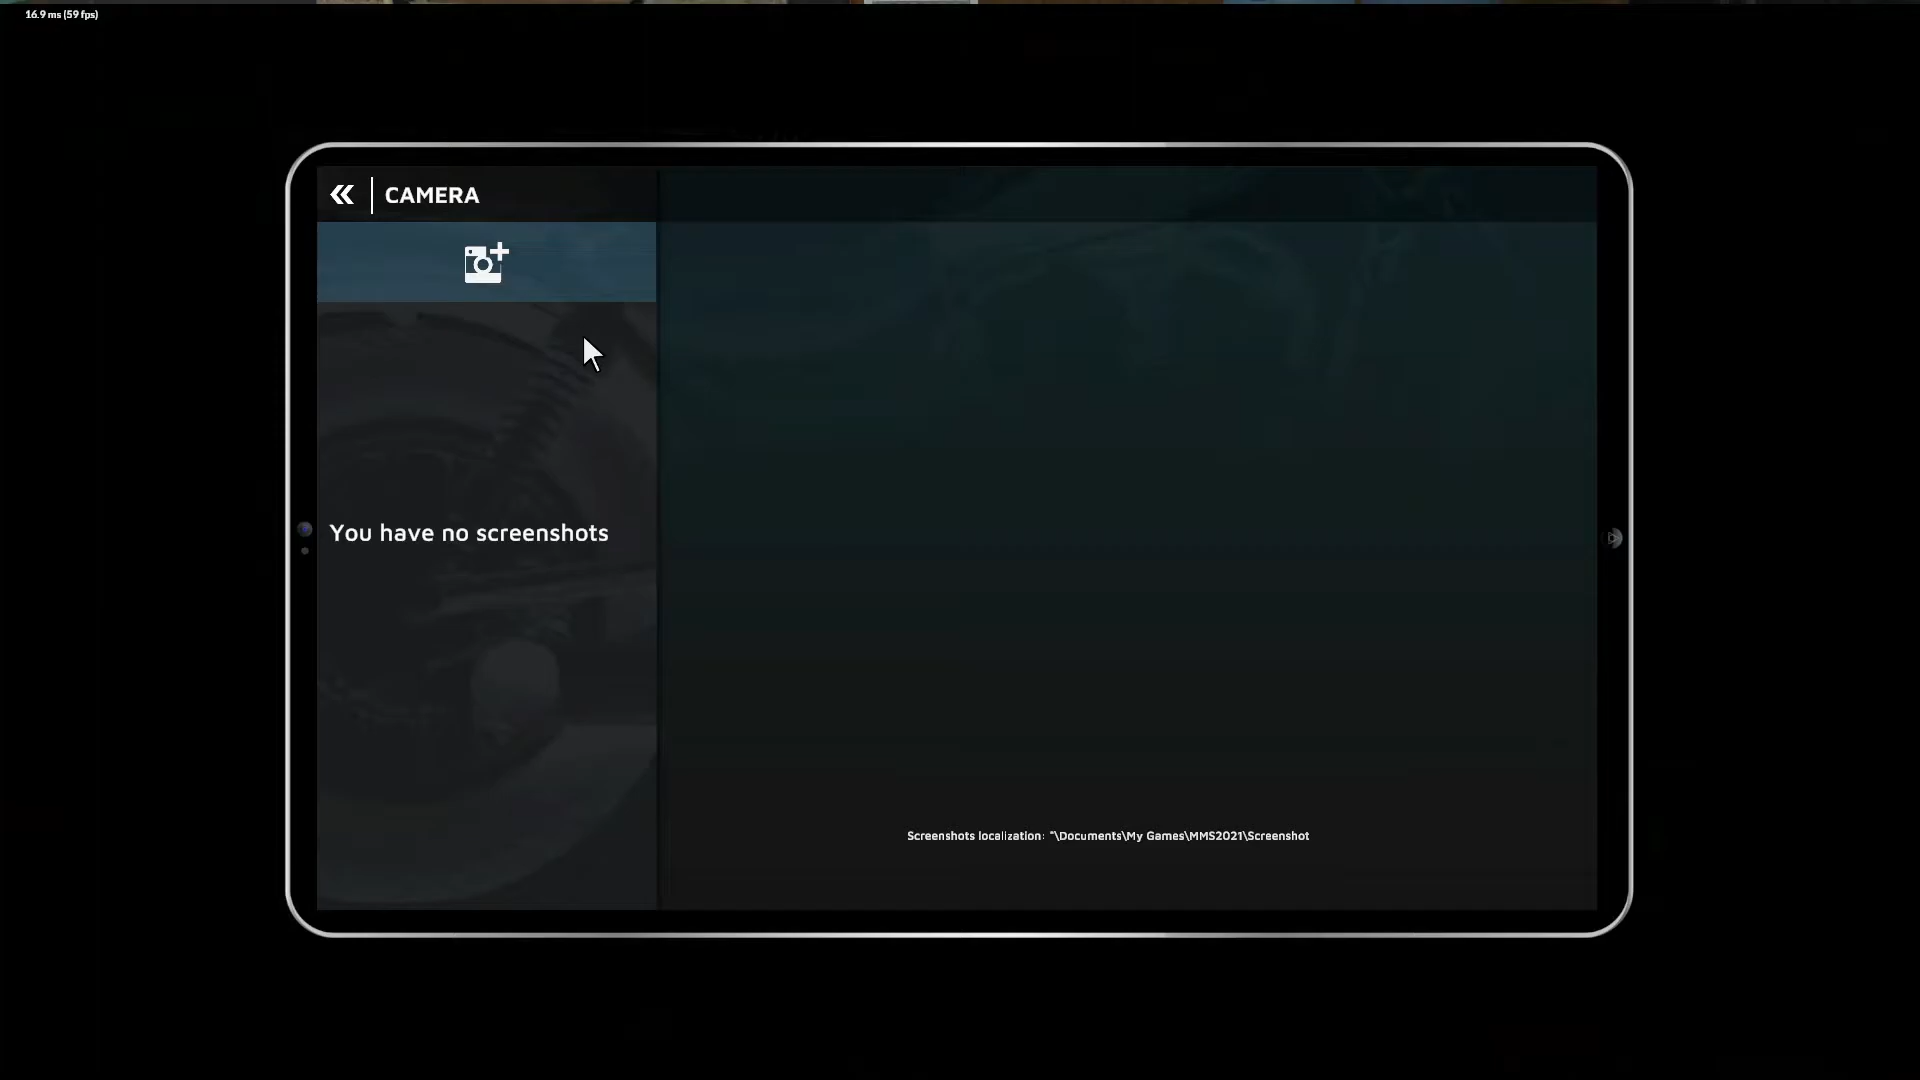 16.9 ms (59 fps)
CAMERA
You have no screenshots
Screenshots localization: "\Documents\My Games\MMS2021\Screenshot